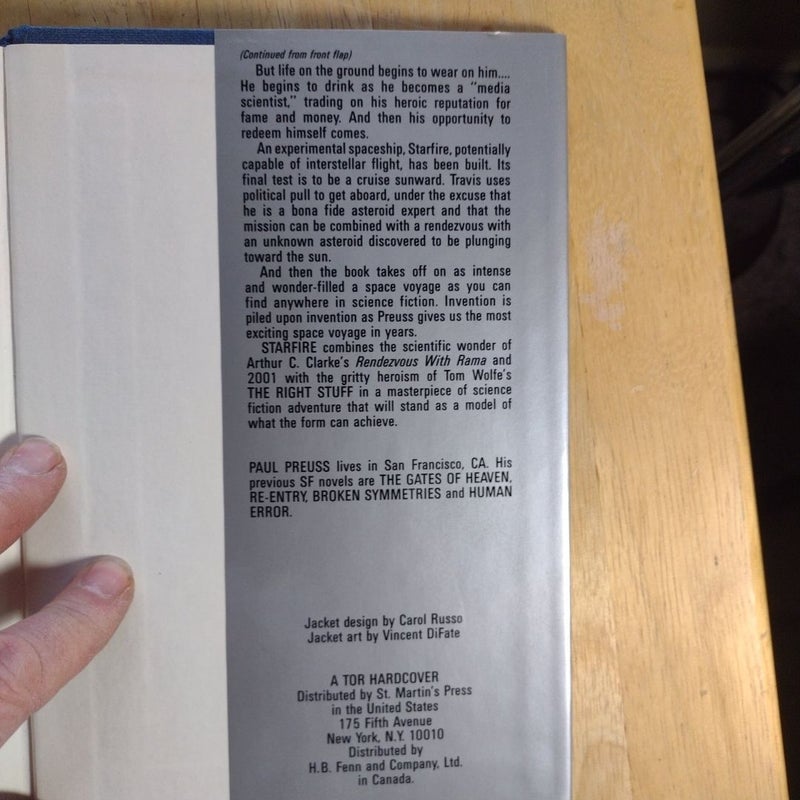 (Continued from front flap)
But life on the ground begins to wear on him....
He begins to drink as he becomes a "media
scientist," trading on his heroic reputation for
fame and money. And then his opportunity to
redeem himself comes.
An experimental spaceship, Starfire, potentially
capable of interstellar flight, has been built. Its
final test is to be a cruise sunward. Travis uses
political pull to get aboard, under the excuse that
he is a bona fide asteroid expert and that the
mission can be combined with a rendezvous with
an unknown asteroid discovered to be plunging
toward the sun.
And then the book takes off on as intense
and wonder-filled a space voyage as you can
find anywhere in science fiction. Invention is
piled upon invention as Preuss gives us the most
exciting space voyage in years.
STARFIRE combines the scientific wonder of
Arthur C. Clarke's Rendezvous With Rama and
2001 with the gritty heroism of Tom Wolfe's
THE RIGHT STUFF in a masterpiece of science
fiction adventure that will stand as a model of
what the form can achieve.
PAUL PREUSS lives in San Francisco, CA. His
previous SF novels are THE GATES OF HEAVEN,
RE-ENTRY, BROKEN SYMMETRIES and HUMAN
ERROR.
Jacket design by Carol Russo
Jacket art by Vincent DiFate
A TOR HARDCOVER
Distributed by St. Martin's Press
in the United States
175 Fifth Avenue
New York, N.Y. 10010
Distributed by
H.B. Fenn and Company, Ltd.
in Canada.